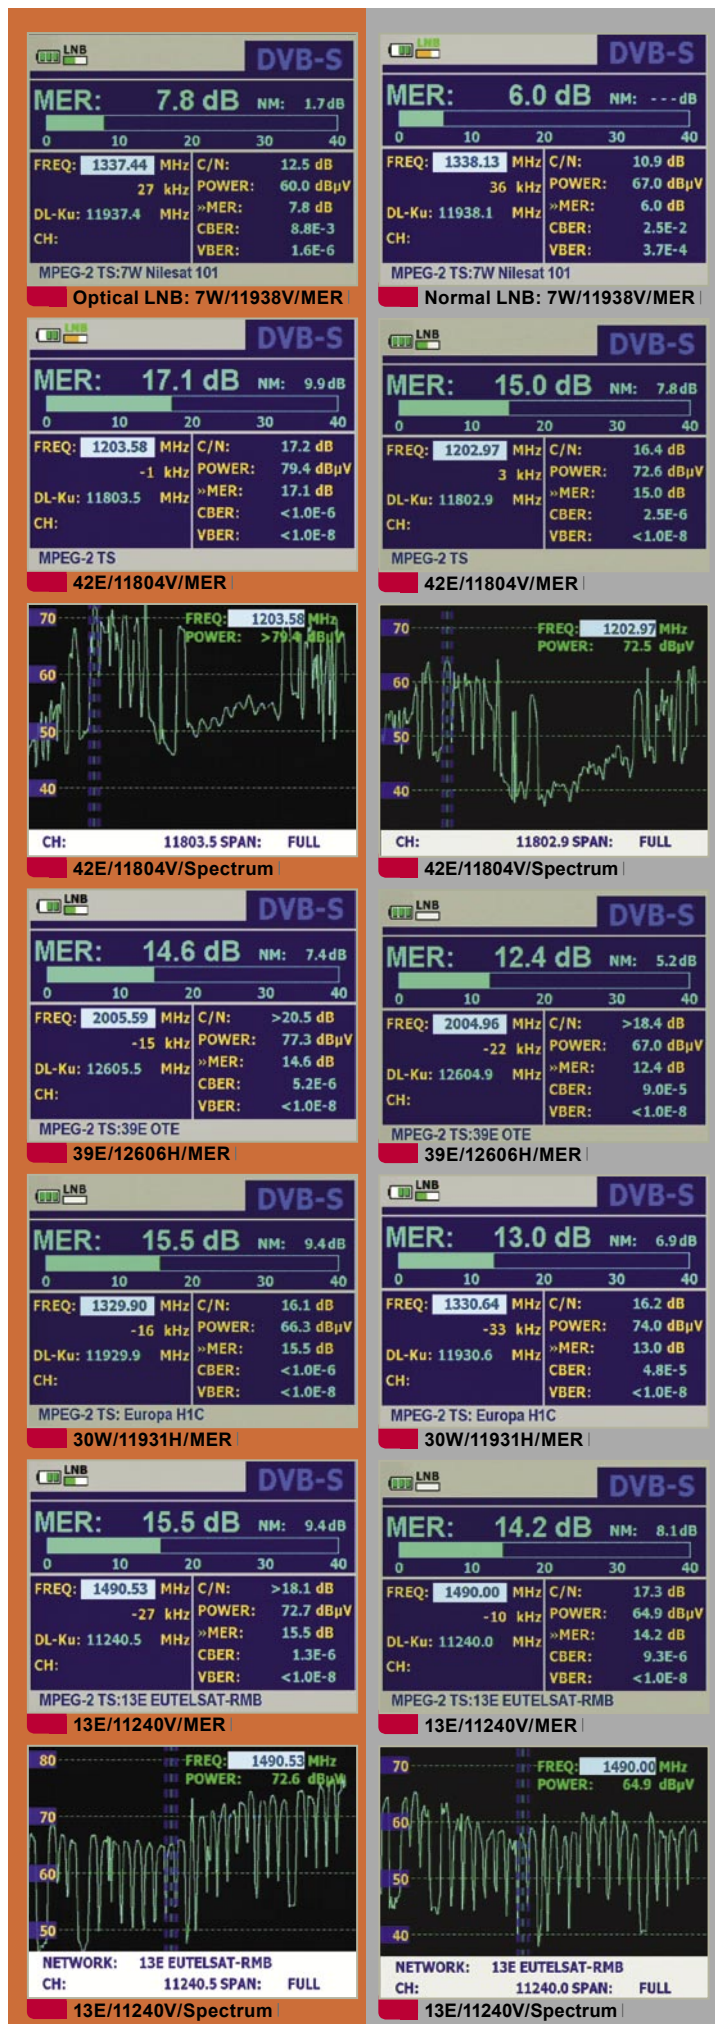 LNB
DVB-S
MER: 7.8 dB NM: 1.7 dB
0 10 20 30 40
FREQ: 1337.44 MHz C/N: 12.5 dB
27 kHz POWER: 60.0 dBµV
DL-Ku: 11937.4 MHz »MER: 7.8 dB
CH: CBER: 8.8E-3
VBER: 1.6E-6
MPEG-2 TS:7W Nilesat 101
Optical LNB: 7W/11938V/MER
LNB
DVB-S
MER: 17.1 dB NM: 9.9 dB
0 10 20 30 40
FREQ: 1203.58 MHz C/N: 17.2 dB
-1 kHz POWER: 79.4 dBµV
DL-Ku: 11803.5 MHz »MER: 17.1 dB
CH: CBER: <1.0E-6
VBER: <1.0E-8
MPEG-2 TS
42E/11804V/MER
70 FREQ: 1203.58 MHz
POWER: >79.4 dBµV
60
50
40
CH: 11803.5 SPAN: FULL
42E/11804V/Spectrum
LNB
DVB-S
MER: 14.6 dB NM: 7.4 dB
0 10 20 30 40
FREQ: 2005.59 MHz C/N: >20.5 dB
-15 kHz POWER: 77.3 dBµV
DL-Ku: 12605.5 MHz »MER: 14.6 dB
CH: CBER: 5.2E-6
VBER: <1.0E-8
MPEG-2 TS:39E OTE
39E/12606H/MER
LNB
DVB-S
MER: 15.5 dB NM: 9.4 dB
0 10 20 30 40
FREQ: 1329.90 MHz C/N: 16.1 dB
-16 kHz POWER: 66.3 dBµV
DL-Ku: 11929.9 MHz »MER: 15.5 dB
CH: CBER: <1.0E-6
VBER: <1.0E-8
MPEG-2 TS: Europa H1C
30W/11931H/MER
LNB
DVB-S
MER: 15.5 dB NM: 9.4 dB
0 10 20 30 40
FREQ: 1490.53 MHz C/N: >18.1 dB
-27 kHz POWER: 72.7 dBµV
DL-Ku: 11240.5 MHz »MER: 15.5 dB
CH: CBER: 1.3E-6
VBER: <1.0E-8
MPEG-2 TS:13E EUTELSAT-RMB
13E/11240V/MER
80 FREQ: 1490.53 MHz
POWER: 72.6 dBµV
70
60
50
NETWORK: 13E EUTELSAT-RMB
CH: 11240.5 SPAN: FULL
13E/11240V/Spectrum
LNB
DVB-S
MER: 6.0 dB NM: ---dB
0 10 20 30 40
FREQ: 1338.13 MHz C/N: 10.9 dB
36 kHz POWER: 67.0 dBµV
DL-Ku: 11938.1 MHz »MER: 6.0 dB
CH: CBER: 2.5E-2
VBER: 3.7E-4
MPEG-2 TS:7W Nilesat 101
Normal LNB: 7W/11938V/MER
LNB
DVB-S
MER: 15.0 dB NM: 7.8 dB
0 10 20 30 40
FREQ: 1202.97 MHz C/N: 16.4 dB
3 kHz POWER: 72.6 dBµV
DL-Ku: 11802.9 MHz »MER: 15.0 dB
CH: CBER: 2.5E-6
VBER: <1.0E-8
MPEG-2 TS
42E/11804V/MER
70 FREQ: 1202.97 MHz
POWER: 72.5 dBµV
60
50
40
CH: 11802.9 SPAN: FULL
42E/11804V/Spectrum
LNB
DVB-S
MER: 12.4 dB NM: 5.2 dB
0 10 20 30 40
FREQ: 2004.96 MHz C/N: >18.4 dB
-22 kHz POWER: 67.0 dBµV
DL-Ku: 12604.9 MHz »MER: 12.4 dB
CH: CBER: 9.0E-5
VBER: <1.0E-8
MPEG-2 TS:39E OTE
39E/12606H/MER
LNB
DVB-S
MER: 13.0 dB NM: 6.9 dB
0 10 20 30 40
FREQ: 1330.64 MHz C/N: 16.2 dB
-33 kHz POWER: 74.0 dBµV
DL-Ku: 11930.6 MHz »MER: 13.0 dB
CH: CBER: 4.8E-5
VBER: <1.0E-8
MPEG-2 TS: Europa H1C
30W/11931H/MER
LNB
DVB-S
MER: 14.2 dB NM: 8.1 dB
0 10 20 30 40
FREQ: 1490.00 MHz C/N: 17.3 dB
-10 kHz POWER: 64.9 dBµV
DL-Ku: 11240.0 MHz »MER: 14.2 dB
CH: CBER: 9.3E-6
VBER: <1.0E-8
MPEG-2 TS:13E EUTELSAT-RMB
13E/11240V/MER
70 FREQ: 1490.00 MHz
POWER: 64.9 dBµV
60
50
40
NETWORK: 13E EUTELSAT-RMB
CH: 11240.0 SPAN: FULL
13E/11240V/Spectrum